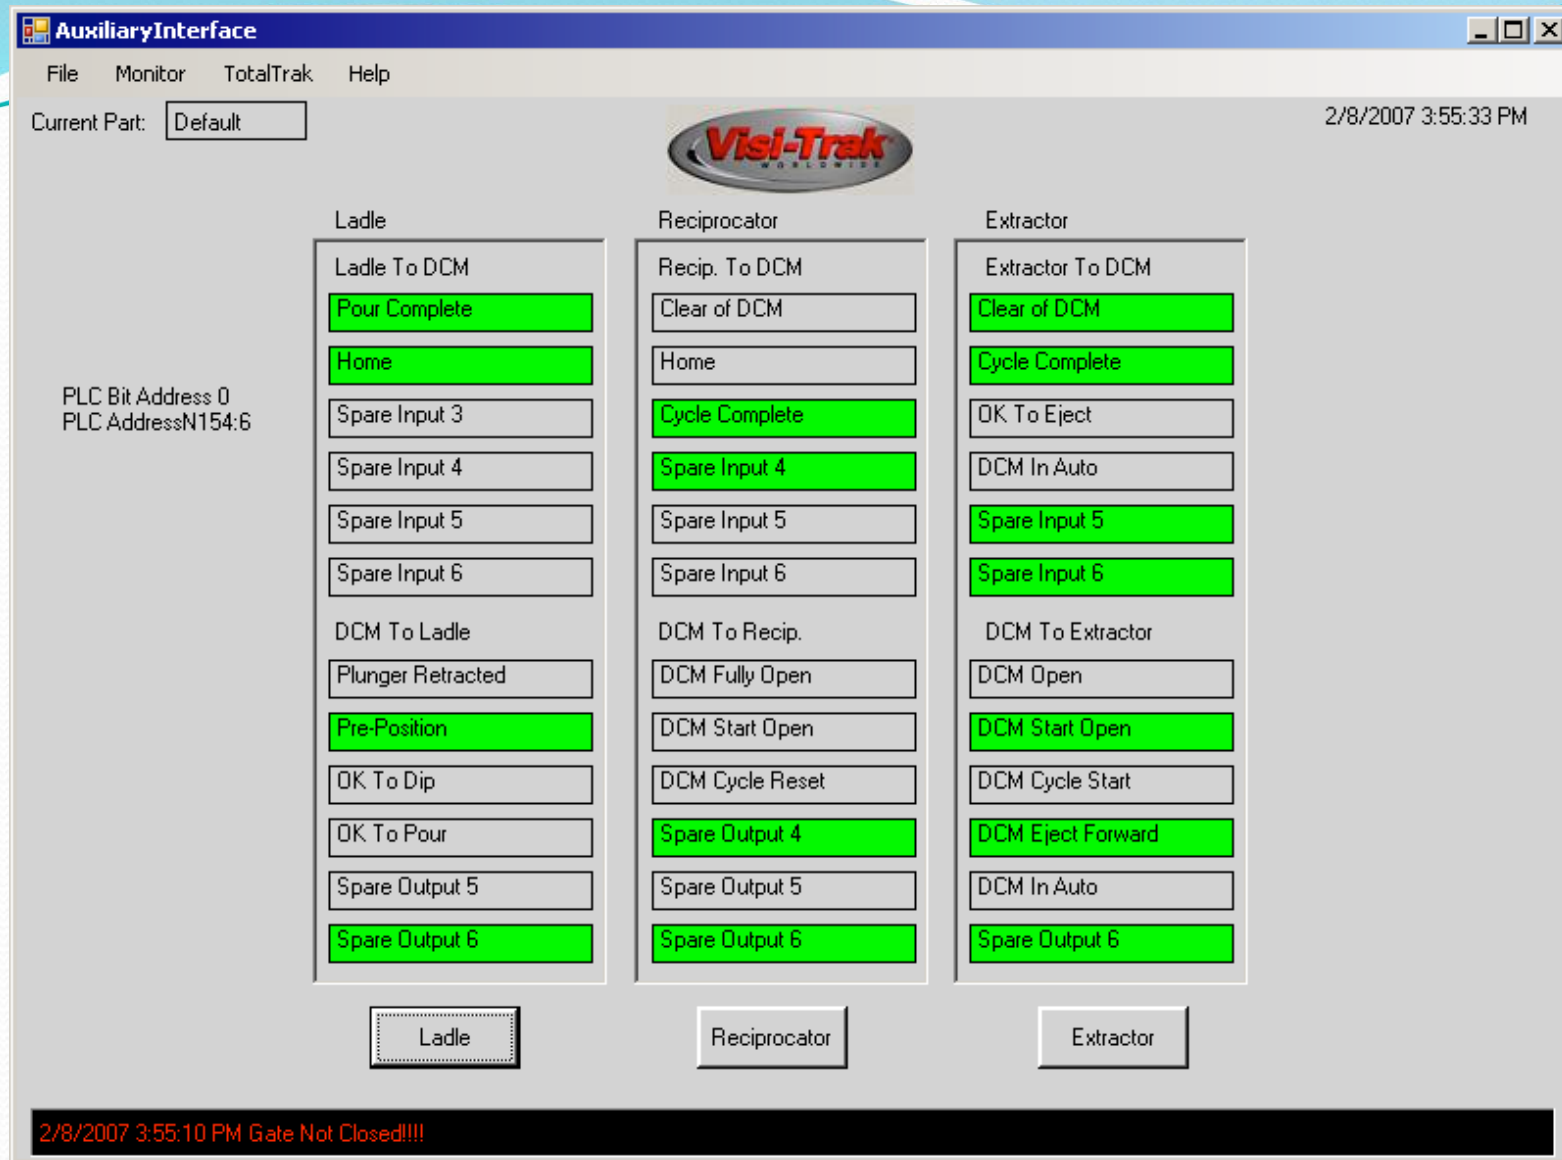 AuxiliaryInterface
File Monitor TotalTrak Help
Current Part: Default
Visi-Trak
WORLDWIDE
2/8/2007 3:55:33 PM
PLC Bit Address 0
PLC AddressN154:6
Ladle
Ladle To DCM
Pour Complete
Home
Spare Input 3
Spare Input 4
Spare Input 5
Spare Input 6
DCM To Ladle
Plunger Retracted
Pre-Position
OK To Dip
OK To Pour
Spare Output 5
Spare Output 6
Ladle
Reciprocator
Recip. To DCM
Clear of DCM
Home
Cycle Complete
Spare Input 4
Spare Input 5
Spare Input 6
DCM To Recip.
DCM Fully Open
DCM Start Open
DCM Cycle Reset
Spare Output 4
Spare Output 5
Spare Output 6
Reciprocator
Extractor
Extractor To DCM
Clear of DCM
Cycle Complete
OK To Eject
DCM In Auto
Spare Input 5
Spare Input 6
DCM To Extractor
DCM Open
DCM Start Open
DCM Cycle Start
DCM Eject Forward
DCM In Auto
Spare Output 6
Extractor
2/8/2007 3:55:10 PM Gate Not Closed!!!!